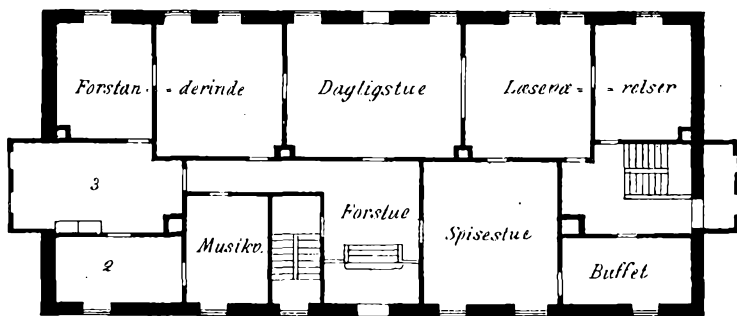 Forstan-
-derinde
Dagligstue
Læsevæ-
-relser
3
Forstue
Musikv.
Spisestue
2
Buffet